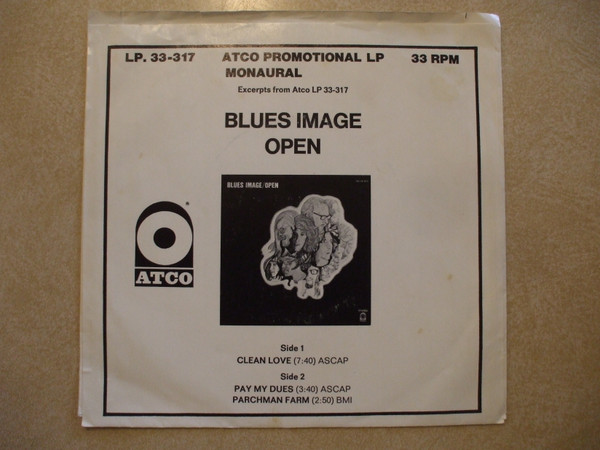 LP. 33-317 ATCO PROMOTIONAL LP 33 RPM
MONAURAL
Excerpts from Atco LP 33-317
BLUES IMAGE
OPEN
BLUES IMAGE/OPEN
ATCO
Side 1
CLEAN LOVE (7:40) ASCAP
Side 2
PAY MY DUES (3:40) ASCAP
PARCHMAN FARM (2:50) BMI